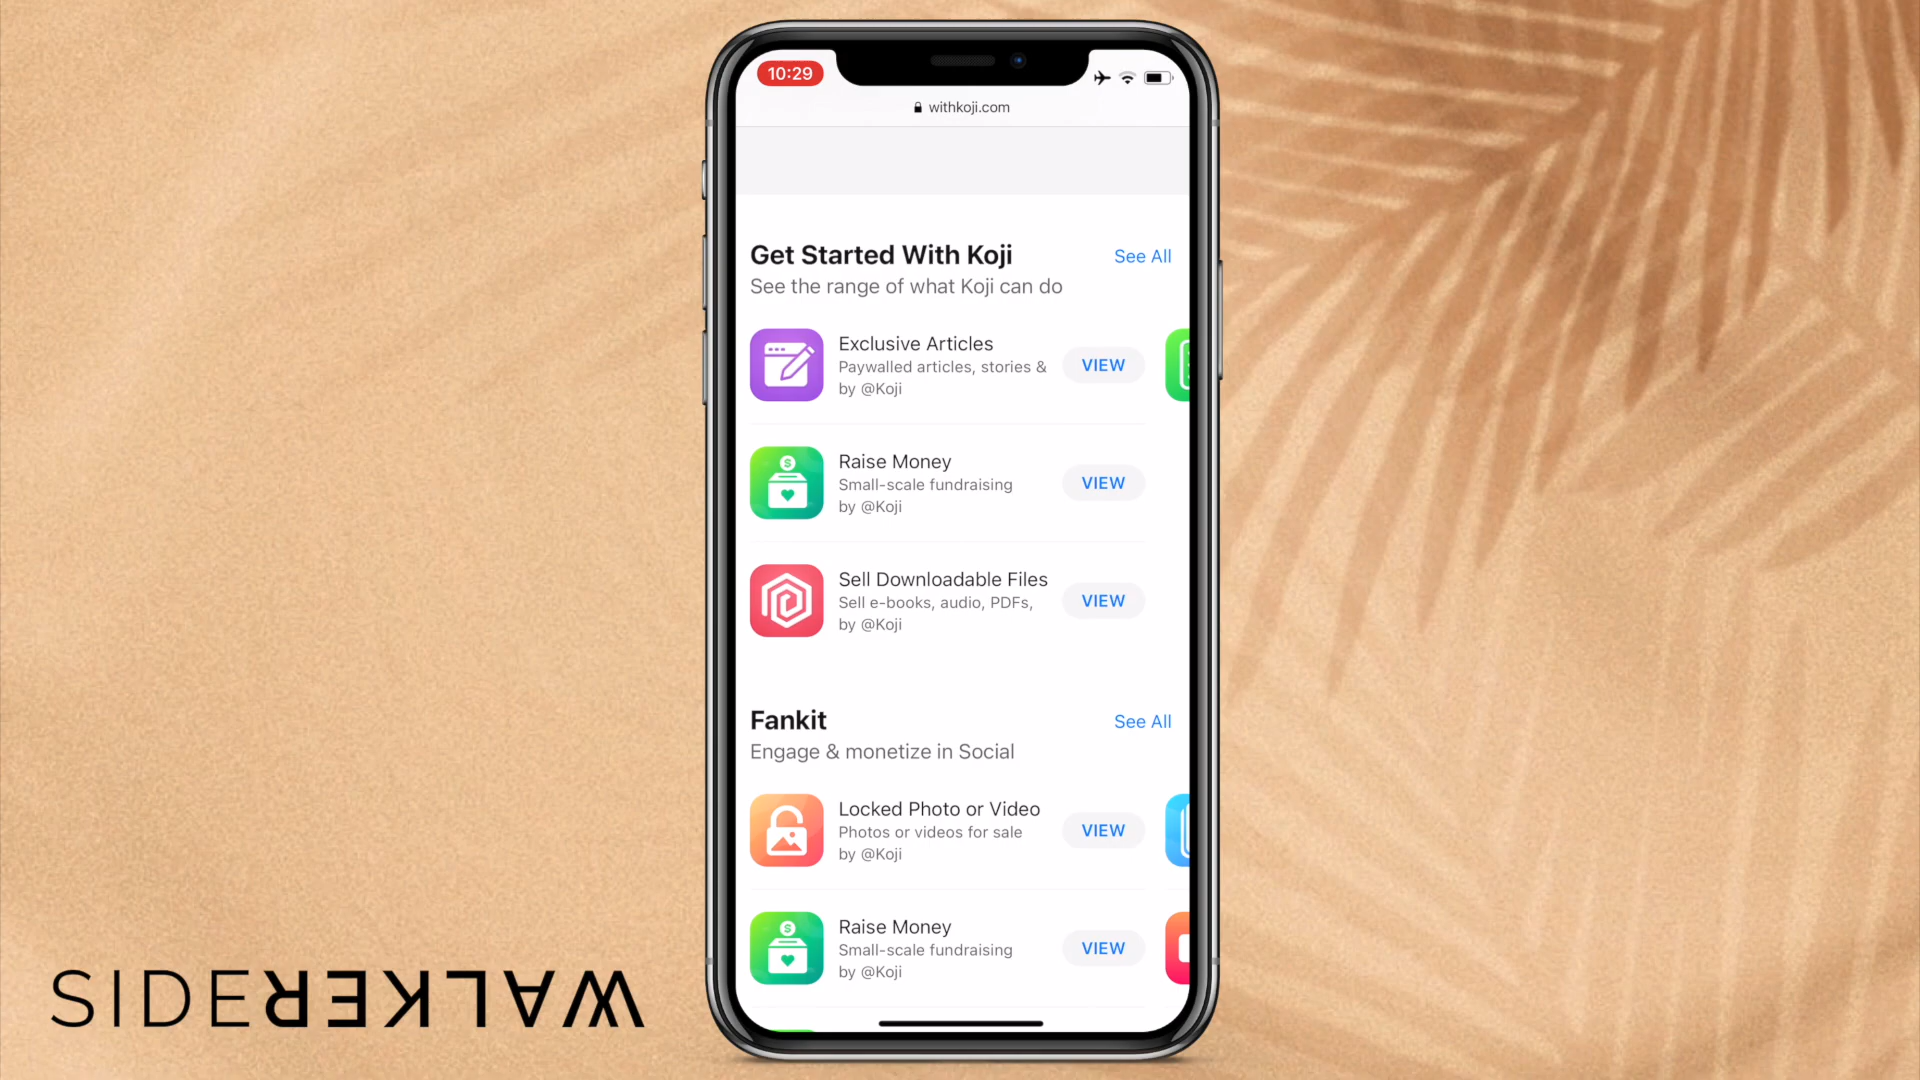 10:29
withkoji.com
Get Started With Koji
See All
See the range of what Koji can do
Exclusive Articles
Paywalled articles, stories &
by @Koji
VIEW
Raise Money
Small-scale fundraising
by @Koji
VIEW
Sell Downloadable Files
Sell e-books, audio, PDFs,
by @Koji
VIEW
Fankit
See All
Engage & monetize in Social
Locked Photo or Video
Photos or videos for sale
by @Koji
VIEW
Raise Money
Small-scale fundraising
by @Koji
VIEW
SIDEWALKER